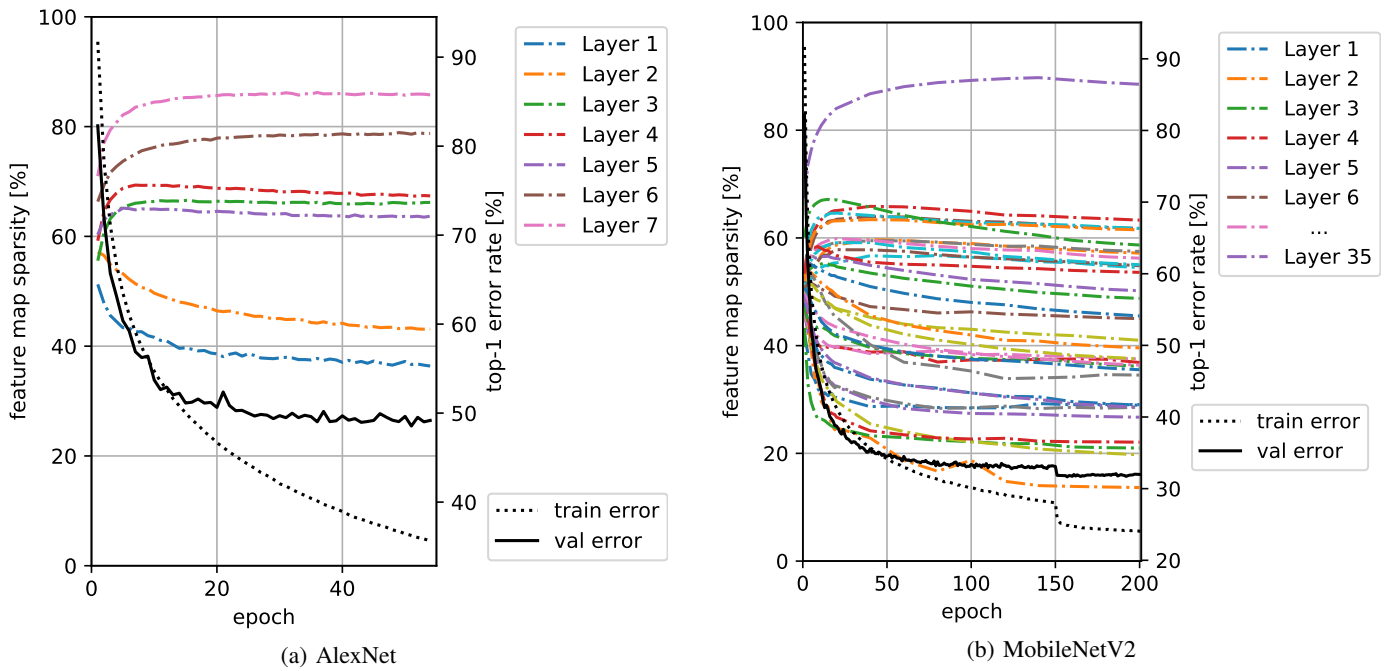 100
80
60
40
20
0
feature map sparsity [%]
0
20
40
epoch
90
80
70
60
50
40
top-1 error rate [%]
Layer 1
Layer 2
Layer 3
Layer 4
Layer 5
Layer 6
Layer 7
train error
val error
(a) AlexNet
100
80
60
40
20
0
feature map sparsity [%]
0
50
100
150
200
epoch
90
80
70
60
50
40
30
20
top-1 error rate [%]
Layer 1
Layer 2
Layer 3
Layer 4
Layer 5
Layer 6
...
Layer 35
train error
val error
(b) MobileNetV2